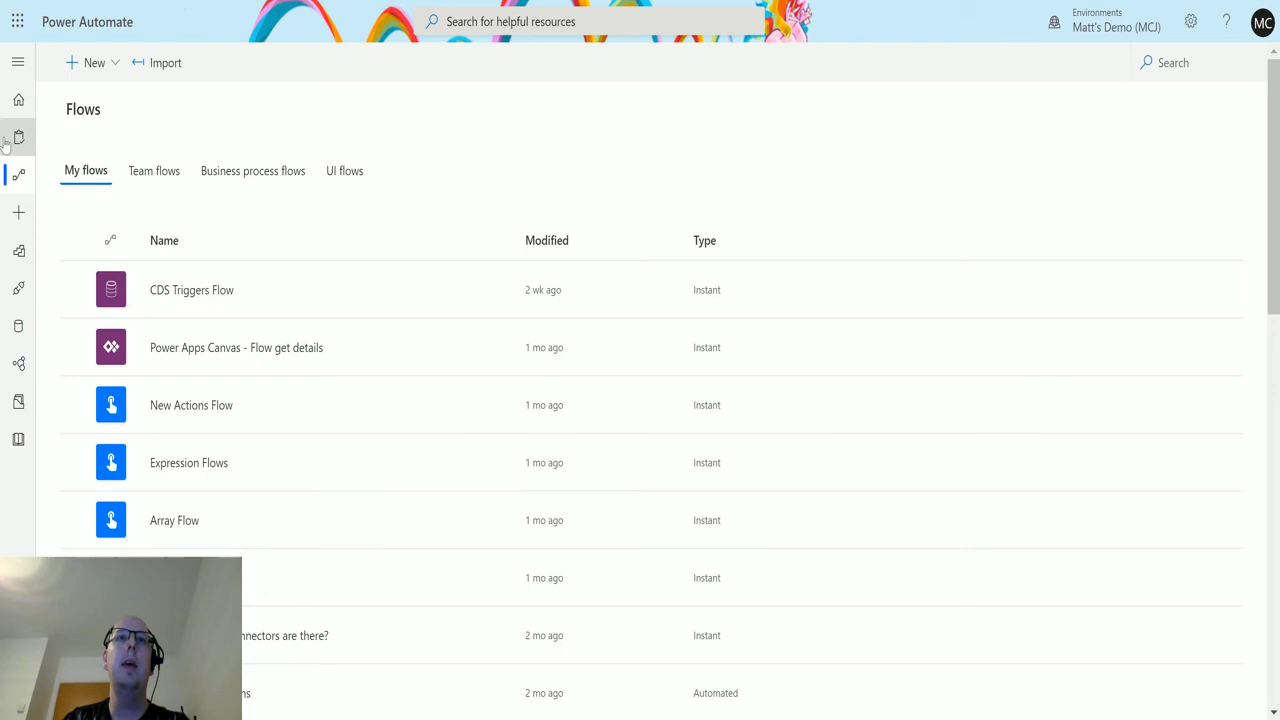 Power Automate
Search for helpful resources
Environments
Matt's Demo (MCJ)
?
MC
New
Import
Search
Flows
My flows
Team flows
Business process flows
UI flows
Name
Modified
Type
CDS Triggers Flow
2 wk ago
Instant
Power Apps Canvas - Flow get details
1 mo ago
Instant
New Actions Flow
1 mo ago
Instant
Expression Flows
1 mo ago
Instant
Array Flow
1 mo ago
Instant
1 mo ago
Instant
are there?
2 mo ago
Instant
2 mo ago
Automated